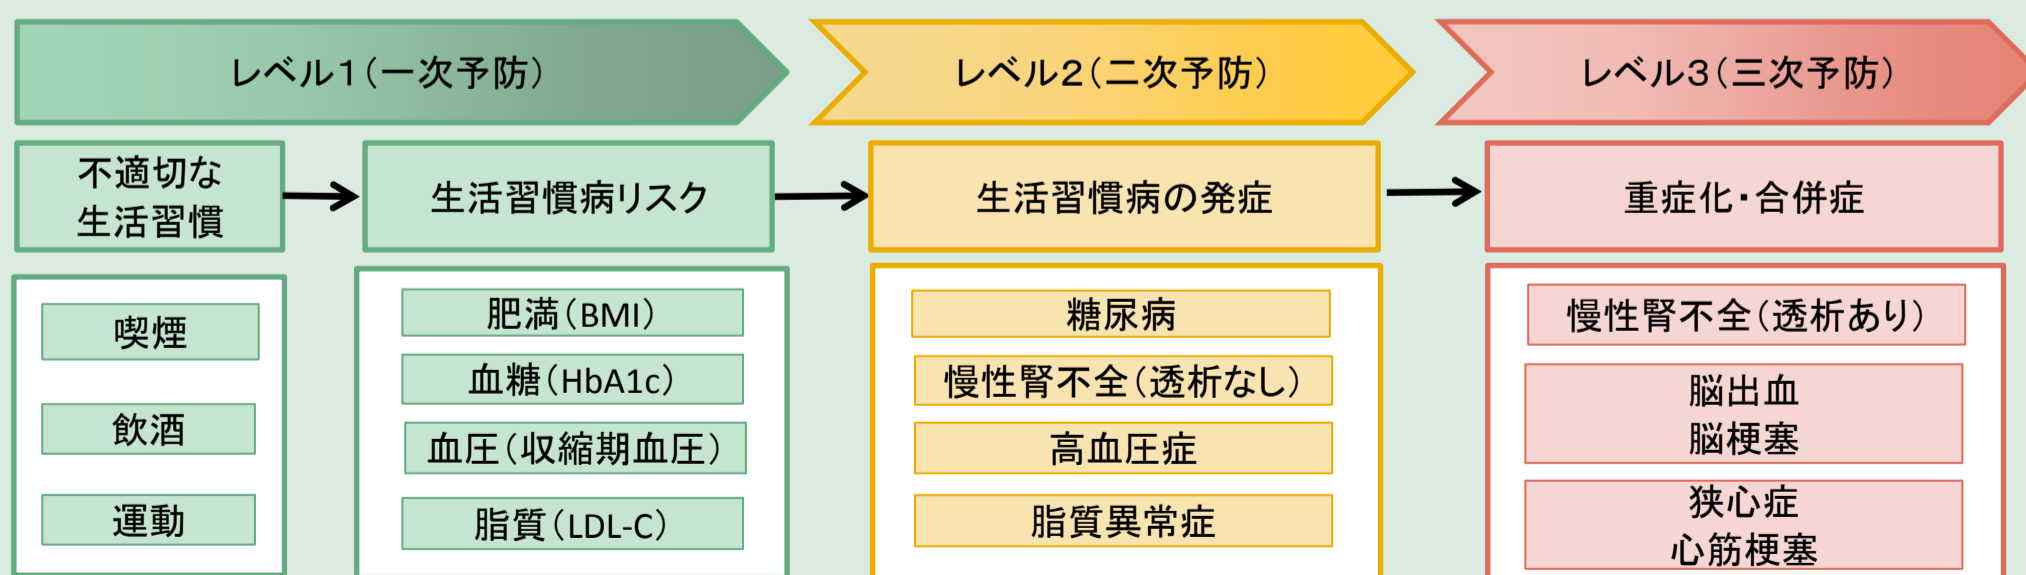 レベル1（一次予防）
レベル2（二次予防）
レベル3（三次予防）
不適切な
生活習慣
生活習慣病リスク
生活習慣病の発症
重症化・合併症
喫煙
飲酒
運動
肥満（BMI）
血糖（HbA1c）
血圧（収縮期血圧）
脂質（LDL-C）
糖尿病
慢性腎不全（透析なし）
高血圧症
脂質異常症
慢性腎不全（透析あり）
脳出血
脳梗塞
狭心症
心筋梗塞